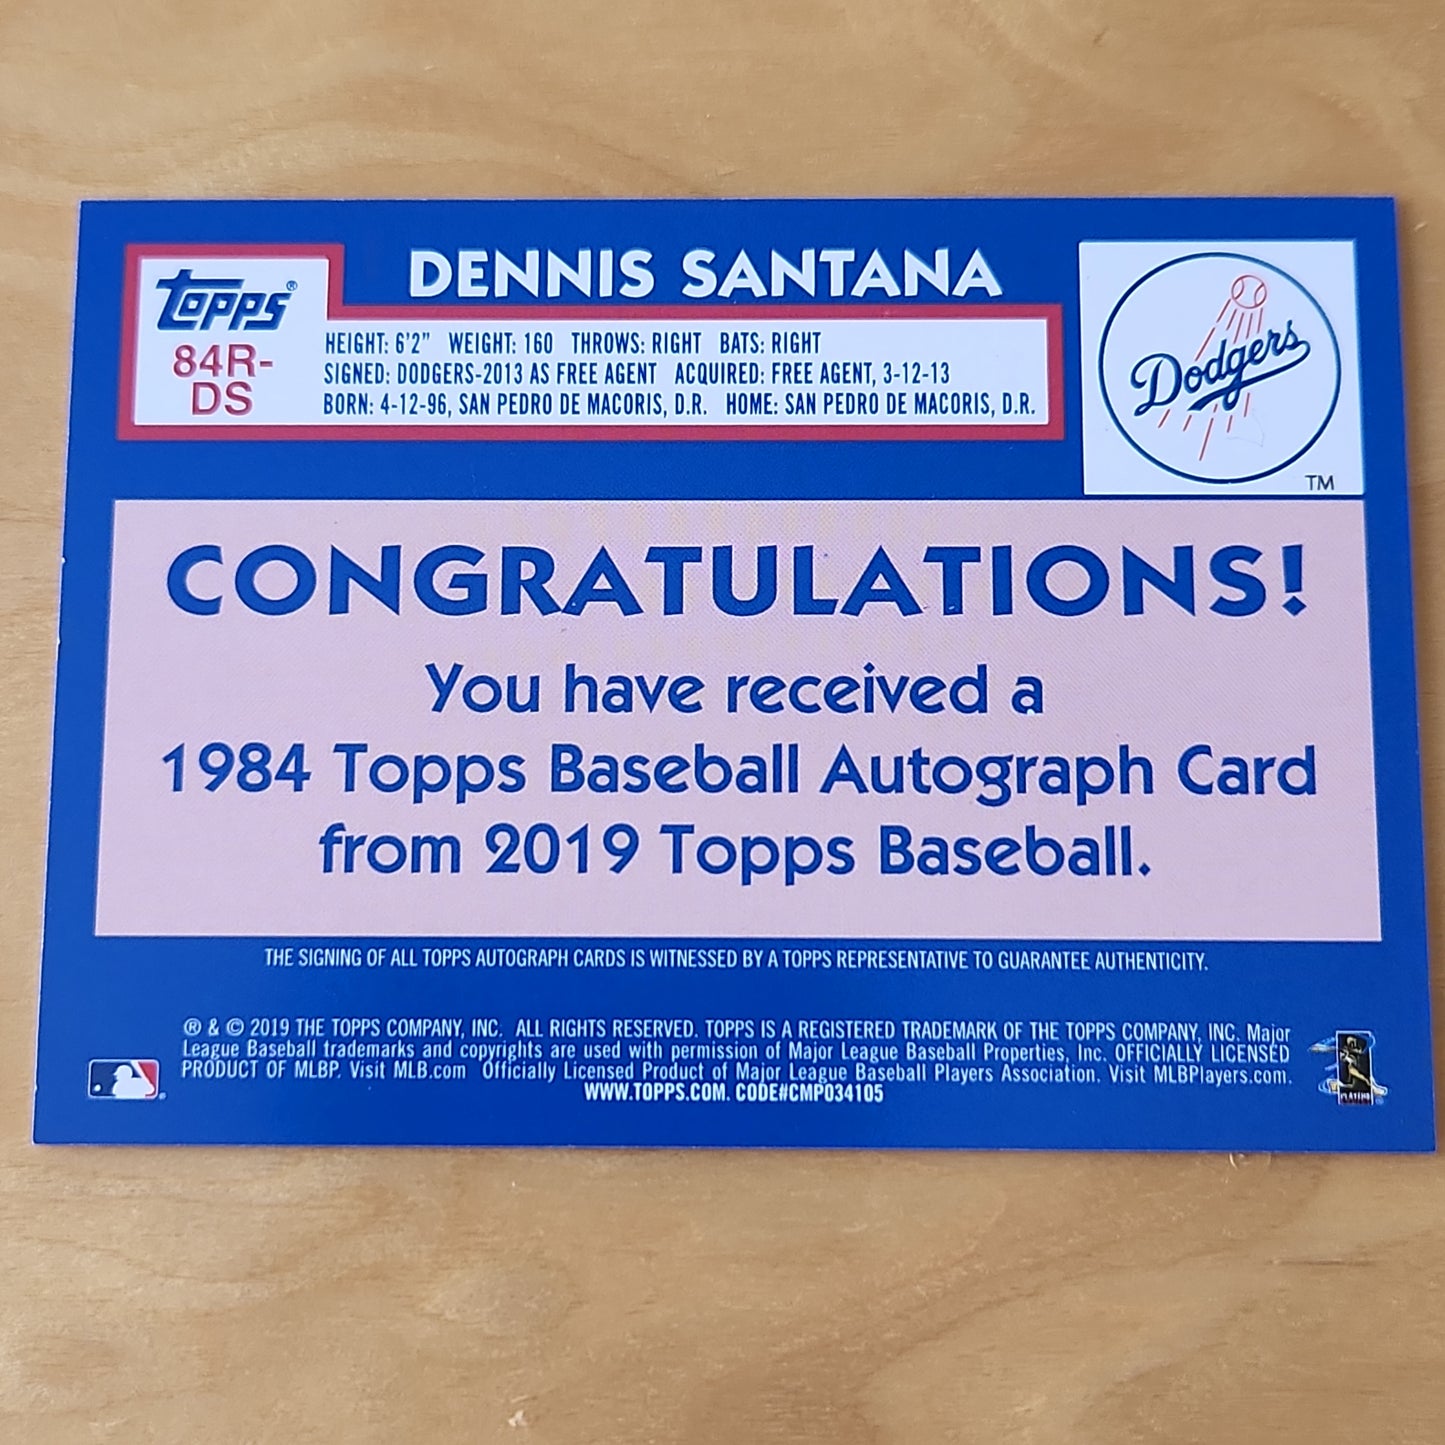 DENNIS SANTANA
Topps®
84R-
DS
HEIGHT: 6'2" WEIGHT: 160 THROWS: RIGHT BATS: RIGHT
SIGNED: DODGERS-2013 AS FREE AGENT ACQUIRED: FREE AGENT, 3-12-13
BORN: 4-12-96, SAN PEDRO DE MACORIS, D.R. HOME: SAN PEDRO DE MACORIS, D.R.
Dodgers
TM
CONGRATULATIONS!
You have received a
1984 Topps Baseball Autograph Card
from 2019 Topps Baseball.
THE SIGNING OF ALL TOPPS AUTOGRAPH CARDS IS WITNESSED BY A TOPPS REPRESENTATIVE TO GUARANTEE AUTHENTICITY.
® & © 2019 THE TOPPS COMPANY, INC. ALL RIGHTS RESERVED. TOPPS IS A REGISTERED TRADEMARK OF THE TOPPS COMPANY, INC. Major
League Baseball trademarks and copyrights are used with permission of Major League Baseball Properties, Inc. OFFICIALLY LICENSED
PRODUCT OF MLBP. Visit MLB.com Officially Licensed Product of Major League Baseball Players Association. Visit MLBPlayers.com.
WWW.TOPPS.COM. CODE#CMP034105
PLAYERS